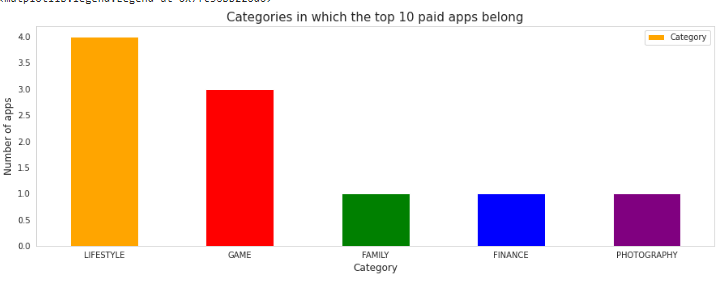 Categories in which the top 10 paid apps belong
Category
Number of apps
4.0
3.5
3.0
2.5
2.0
1.5
1.0
0.5
0.0
LIFESTYLE GAME FAMILY FINANCE PHOTOGRAPHY
Category